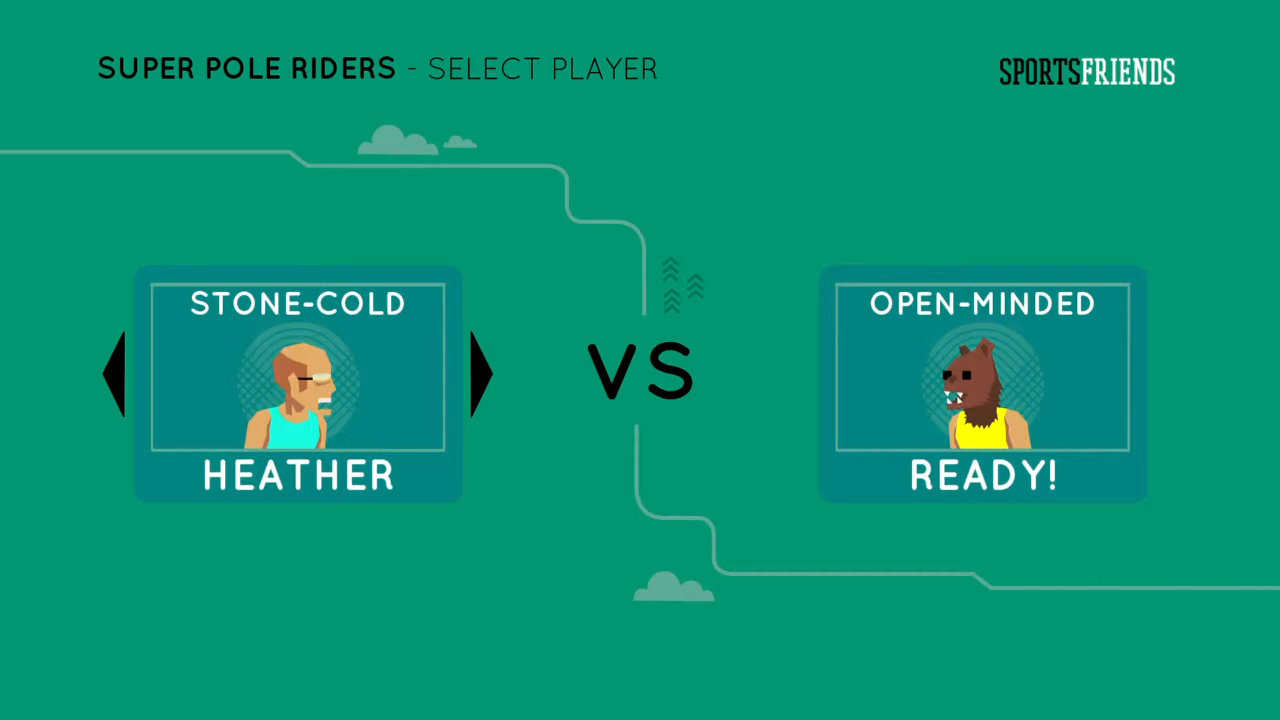 SUPER POLE RIDERS - SELECT PLAYER
SPORTSFRIENDS
STONE-COLD
HEATHER
VS
OPEN-MINDED
READY!